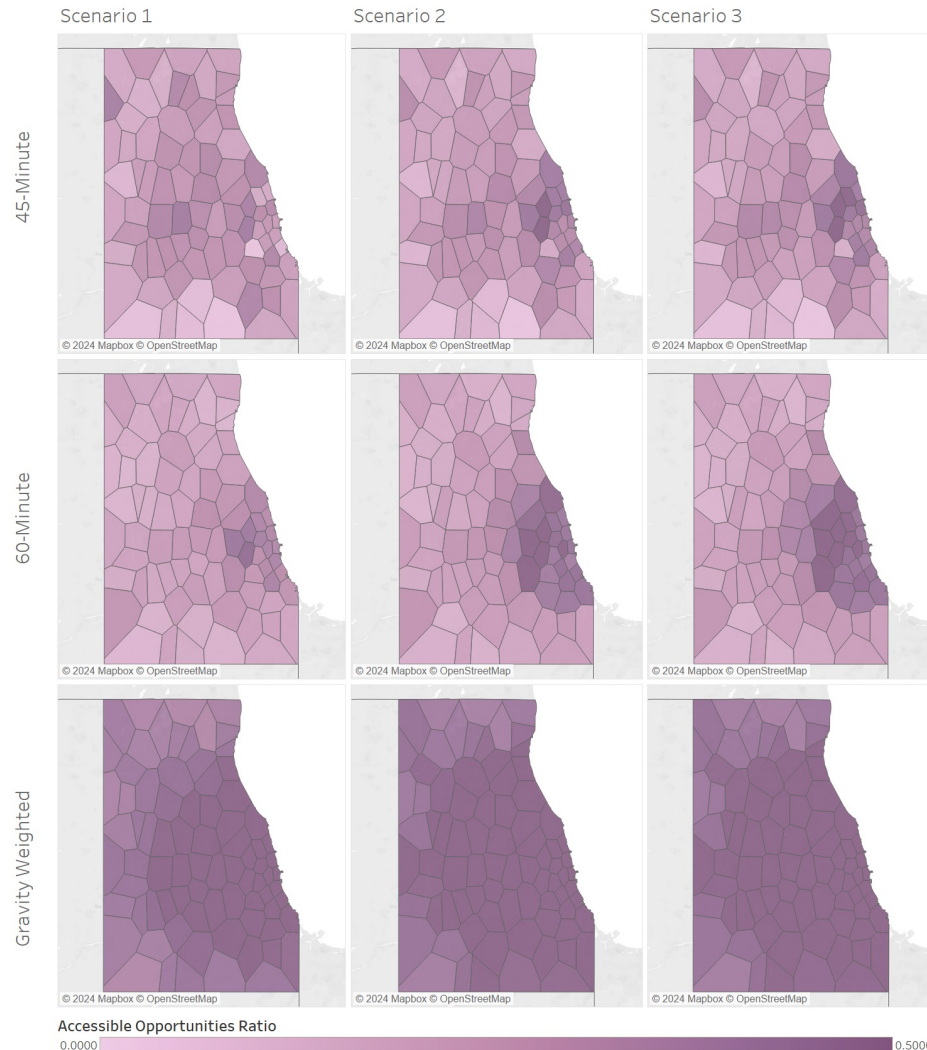 Scenario 1
Scenario 2
Scenario 3
45-Minute
© 2024 Mapbox © OpenStreetMap
© 2024 Mapbox © OpenStreetMap
© 2024 Mapbox © OpenStreetMap
60-Minute
© 2024 Mapbox © OpenStreetMap
© 2024 Mapbox © OpenStreetMap
© 2024 Mapbox © OpenStreetMap
Gravity Weighted
© 2024 Mapbox © OpenStreetMap
© 2024 Mapbox © OpenStreetMap
© 2024 Mapbox © OpenStreetMap
Accessible Opportunities Ratio
0.0000
0.5000